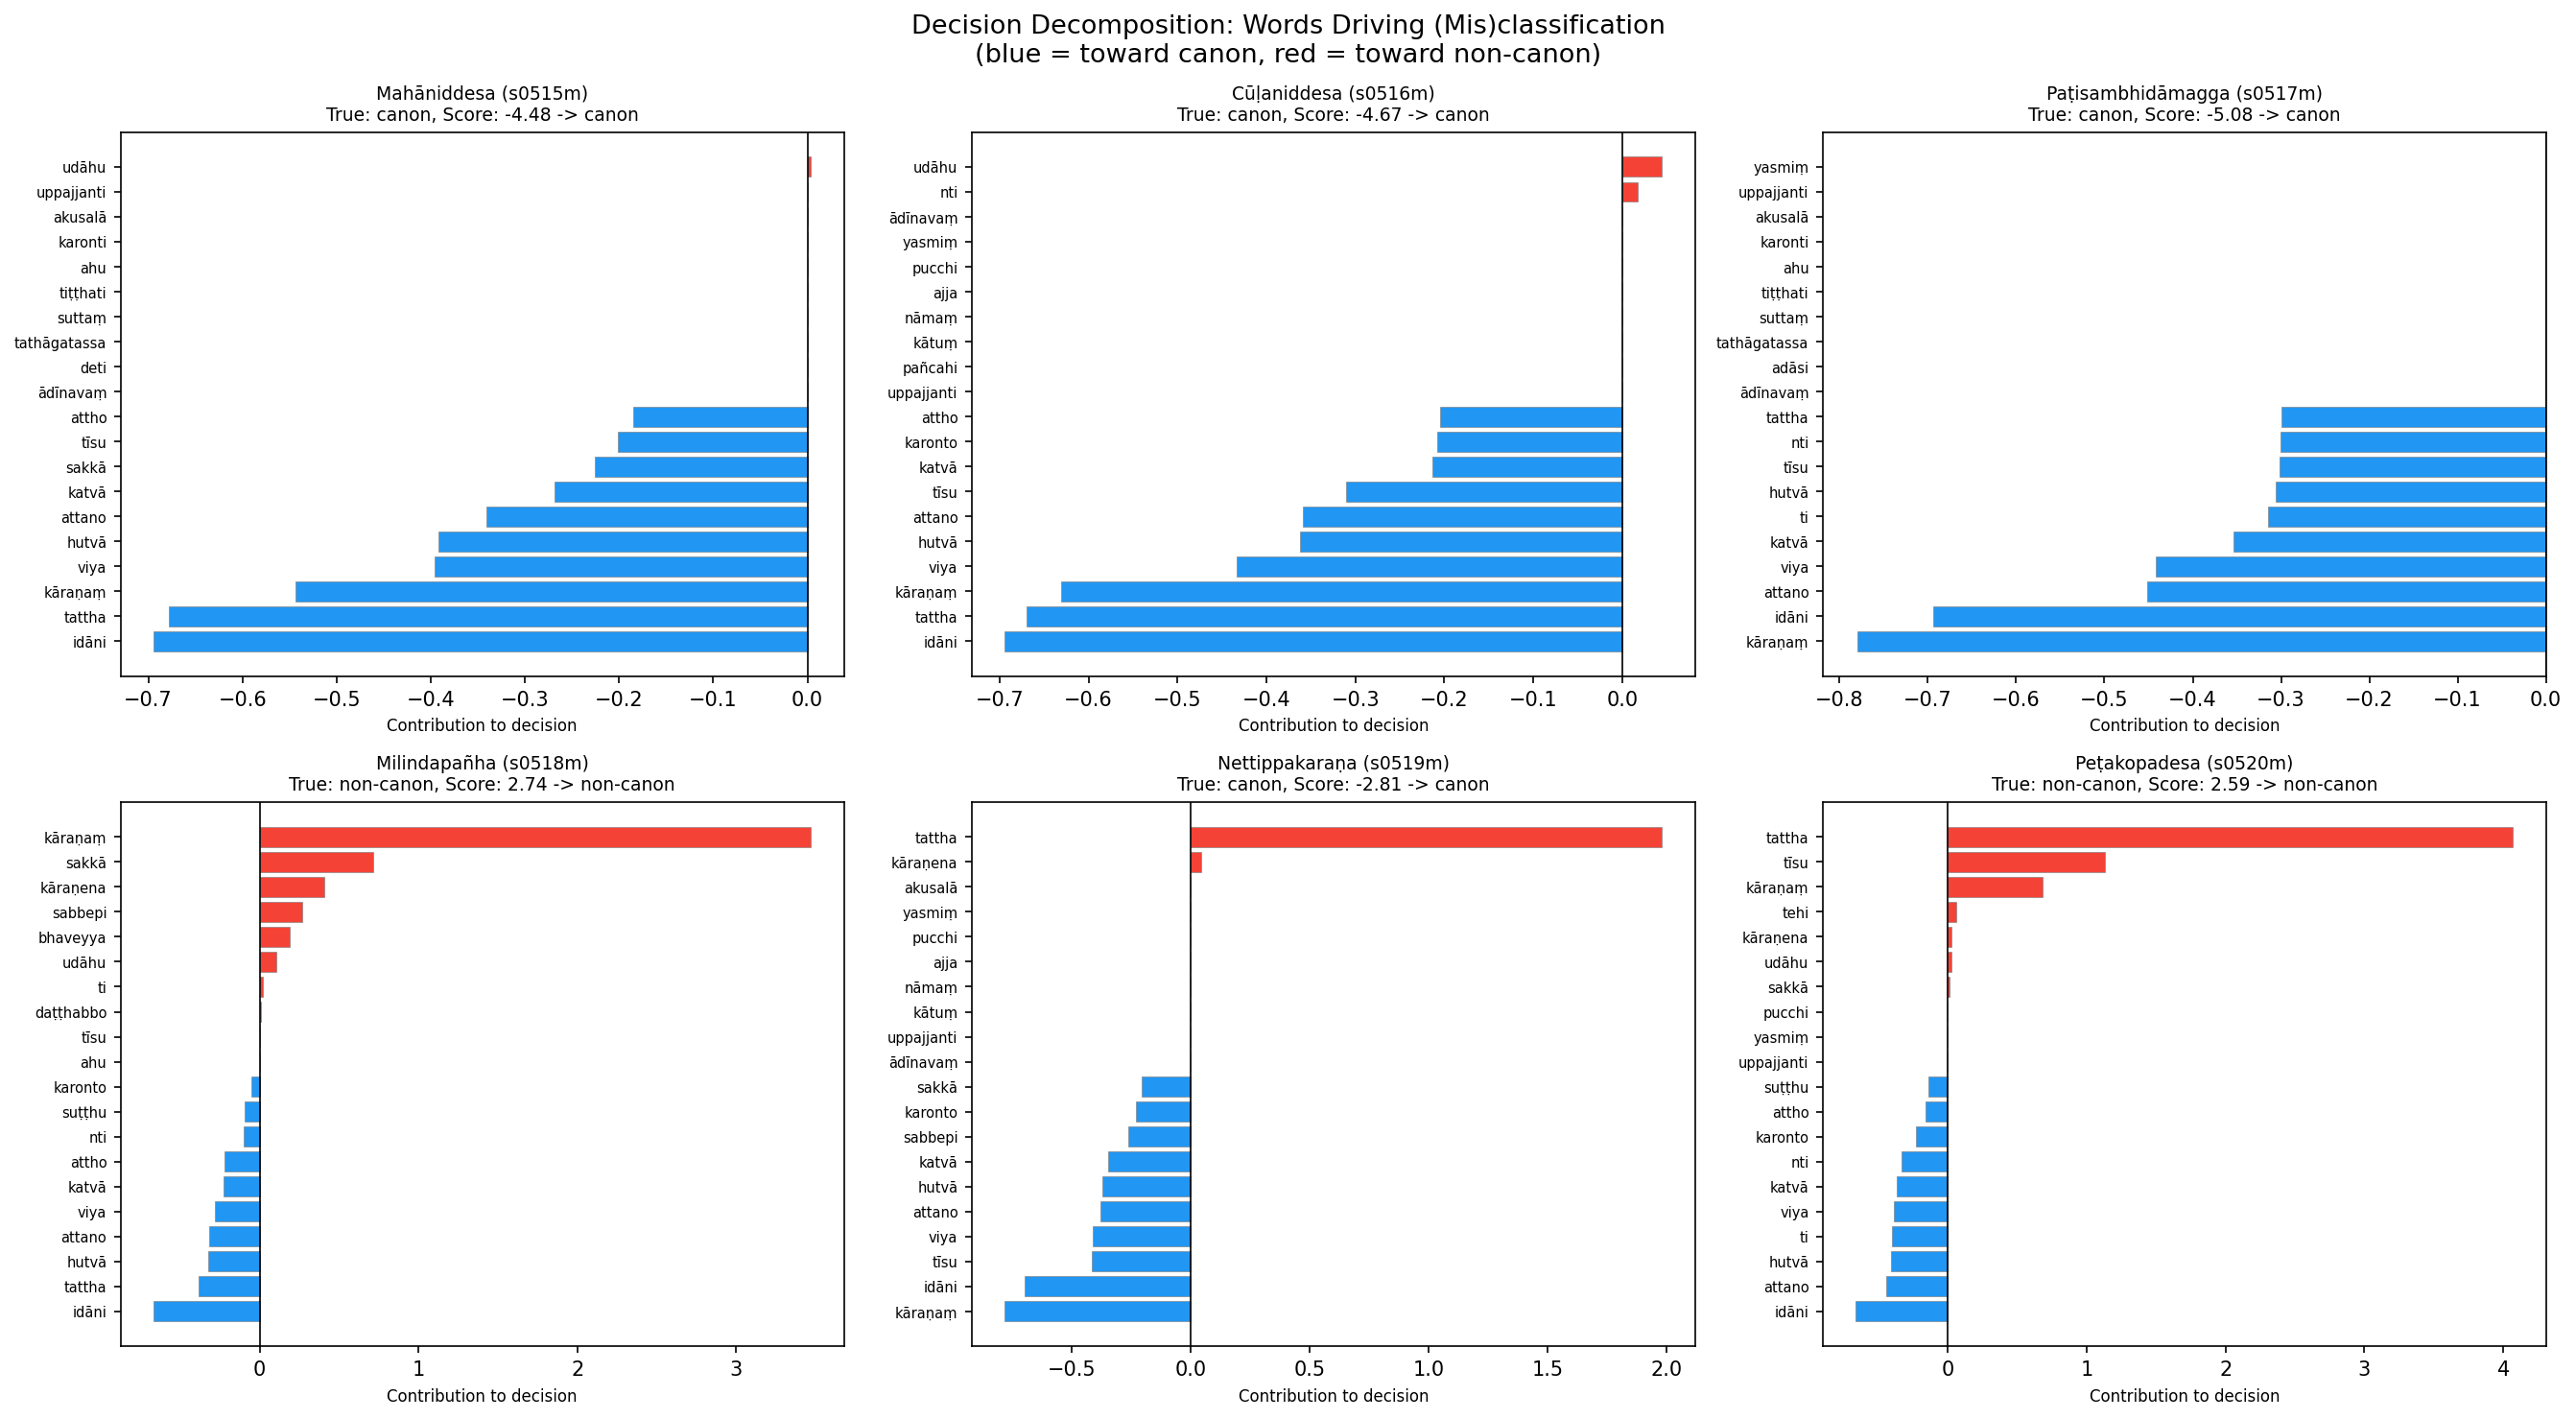 Decision Decomposition: Words Driving (Mis)classification
(blue = toward canon, red = toward non-canon)
Mahāniddesa (s0515m)
True: canon, Score: -4.48 -> canon
udāhu
uppajjanti
akusalā
karonti
ahu
tiṭṭhati
suttaṃ
tathāgatassa
deti
ādīnavaṃ
attho
tīsu
sakkā
katvā
attano
hutvā
viya
kāraṇaṃ
tattha
idāni
−0.7 −0.6 −0.5 −0.4 −0.3 −0.2 −0.1 0.0
Contribution to decision
Cūḷaniddesa (s0516m)
True: canon, Score: -4.67 -> canon
udāhu
nti
ādīnavaṃ
yasmiṃ
pucchi
ajja
nāmaṃ
kātuṃ
pañcahi
uppajjanti
attho
karonto
katvā
tīsu
attano
hutvā
viya
kāraṇaṃ
tattha
idāni
−0.7 −0.6 −0.5 −0.4 −0.3 −0.2 −0.1 0.0
Contribution to decision
Paṭisambhidāmagga (s0517m)
True: canon, Score: -5.08 -> canon
yasmiṃ
uppajjanti
akusalā
karonti
ahu
tiṭṭhati
suttaṃ
tathāgatassa
adāsi
ādīnavaṃ
tattha
nti
tīsu
hutvā
ti
katvā
viya
attano
idāni
kāraṇaṃ
−0.8 −0.7 −0.6 −0.5 −0.4 −0.3 −0.2 −0.1 0.0
Contribution to decision
Milindapañha (s0518m)
True: non-canon, Score: 2.74 -> non-canon
kāraṇaṃ
sakkā
kāraṇena
sabbepi
bhaveyya
udāhu
ti
daṭṭhabbo
tīsu
ahu
karonto
suṭṭhu
nti
attho
katvā
viya
attano
hutvā
tattha
idāni
0 1 2 3
Contribution to decision
Nettippakaraṇa (s0519m)
True: canon, Score: -2.81 -> canon
tattha
kāraṇena
akusalā
yasmiṃ
pucchi
ajja
nāmaṃ
kātuṃ
uppajjanti
ādīnavaṃ
sakkā
karonto
sabbepi
katvā
hutvā
attano
viya
tīsu
idāni
kāraṇaṃ
−0.5 0.0 0.5 1.0 1.5 2.0
Contribution to decision
Peṭakopadesa (s0520m)
True: non-canon, Score: 2.59 -> non-canon
tattha
tīsu
kāraṇaṃ
tehi
kāraṇena
udāhu
sakkā
pucchi
yasmiṃ
uppajjanti
suṭṭhu
attho
karonto
nti
katvā
viya
ti
hutvā
attano
idāni
0 1 2 3 4
Contribution to decision